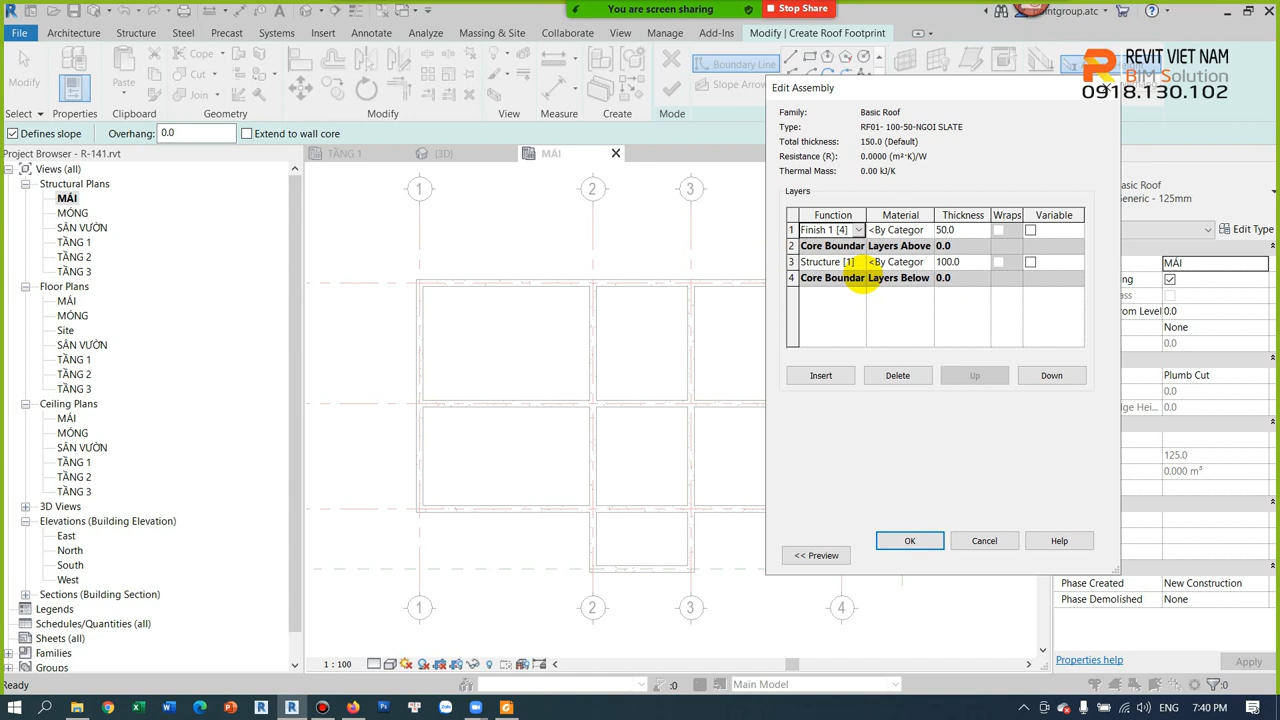 You are screen sharing
Stop Share
File
Architecture
Structure
Steel
Precast
Systems
Insert
Annotate
Analyze
Massing & Site
Collaborate
View
Manage
Add-Ins
Modify | Create Roof Footprint
Modify
Paste
Cope
Cut
Join
Boundary Line
Slope Arrow
Select
Properties
Clipboard
Geometry
Modify
View
Measure
Create
Mode
REVIT VIET NAM
BIM Solution
0918.130.102
Defines slope
Overhang: 0.0
Extend to wall core
Project Browser - R-141.rvt
TẦNG 1
{3D}
MÁI
Views (all)
Structural Plans
MÁI
MÓNG
SÂN VƯỜN
TẦNG 1
TẦNG 2
TẦNG 3
Floor Plans
MÁI
MÓNG
Site
SÂN VƯỜN
TẦNG 1
TẦNG 2
TẦNG 3
Ceiling Plans
MÁI
MÓNG
SÂN VƯỜN
TẦNG 1
TẦNG 2
TẦNG 3
3D Views
Elevations (Building Elevation)
East
North
South
West
Sections (Building Section)
Legends
Schedules/Quantities (all)
Sheets (all)
Families
Groups
1
2
3
1
2
3
4
Edit Assembly
Family: Basic Roof
Type: RF01- 100-50-NGOI SLATE
Total thickness: 150.0 (Default)
Resistance (R): 0.0000 (m²·K)/W
Thermal Mass: 0.00 kJ/K
Layers
Function Material Thickness Wraps Variable
1 Finish 1 [4] <By Categor 50.0
2 Core Boundar Layers Above 0.0
3 Structure [1] <By Categor 100.0
4 Core Boundar Layers Below 0.0
Insert
Delete
Up
Down
OK
Cancel
Help
<< Preview
Basic Roof
Generic - 125mm
Edit Type
MÁI
From Level 0.0
None
0.0
Plumb Cut
0.0
0.0
125.0
0.000 m³
Phase Created New Construction
Phase Demolished None
Properties help
Apply
1 : 100
Ready
:0
Main Model
:0
ENG
7:40 PM